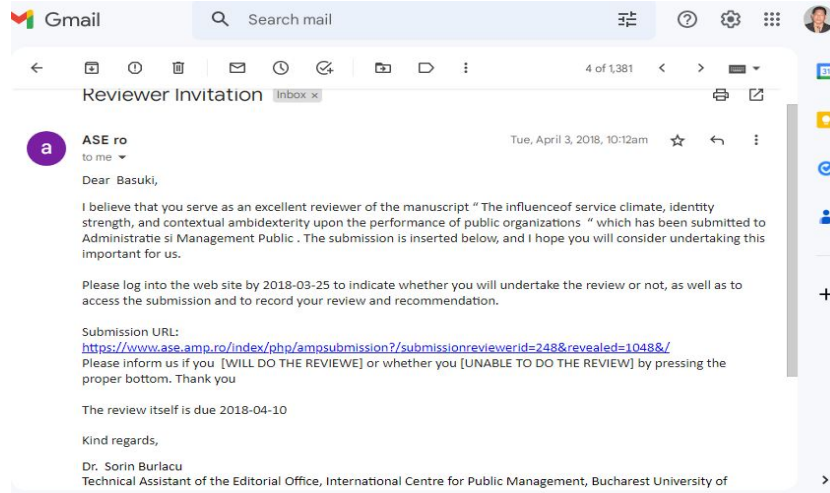 Gmail
Search mail
4 of 1,381
Reviewer Invitation Inbox x
31
a
ASE ro
Tue, April 3, 2018, 10:12am
to me
Dear Basuki,
I believe that you serve as an excellent reviewer of the manuscript “ The influenceof service climate, identity
strength, and contextual ambidexterity upon the performance of public organizations “ which has been submitted to
Administratie si Management Public . The submission is inserted below, and I hope you will consider undertaking this
important for us.
Please log into the web site by 2018-03-25 to indicate whether you will undertake the review or not, as well as to
access the submission and to record your review and recommendation.
Submission URL:
https://www.ase.amp.ro/index/php/ampsubmission?/submissionreviewerid=248&revealed=1048&/
Please inform us if you [WILL DO THE REVIEWE] or whether you [UNABLE TO DO THE REVIEW] by pressing the
proper bottom. Thank you
The review itself is due 2018-04-10
Kind regards,
Dr. Sorin Burlacu
Technical Assistant of the Editorial Office, International Centre for Public Management, Bucharest University of